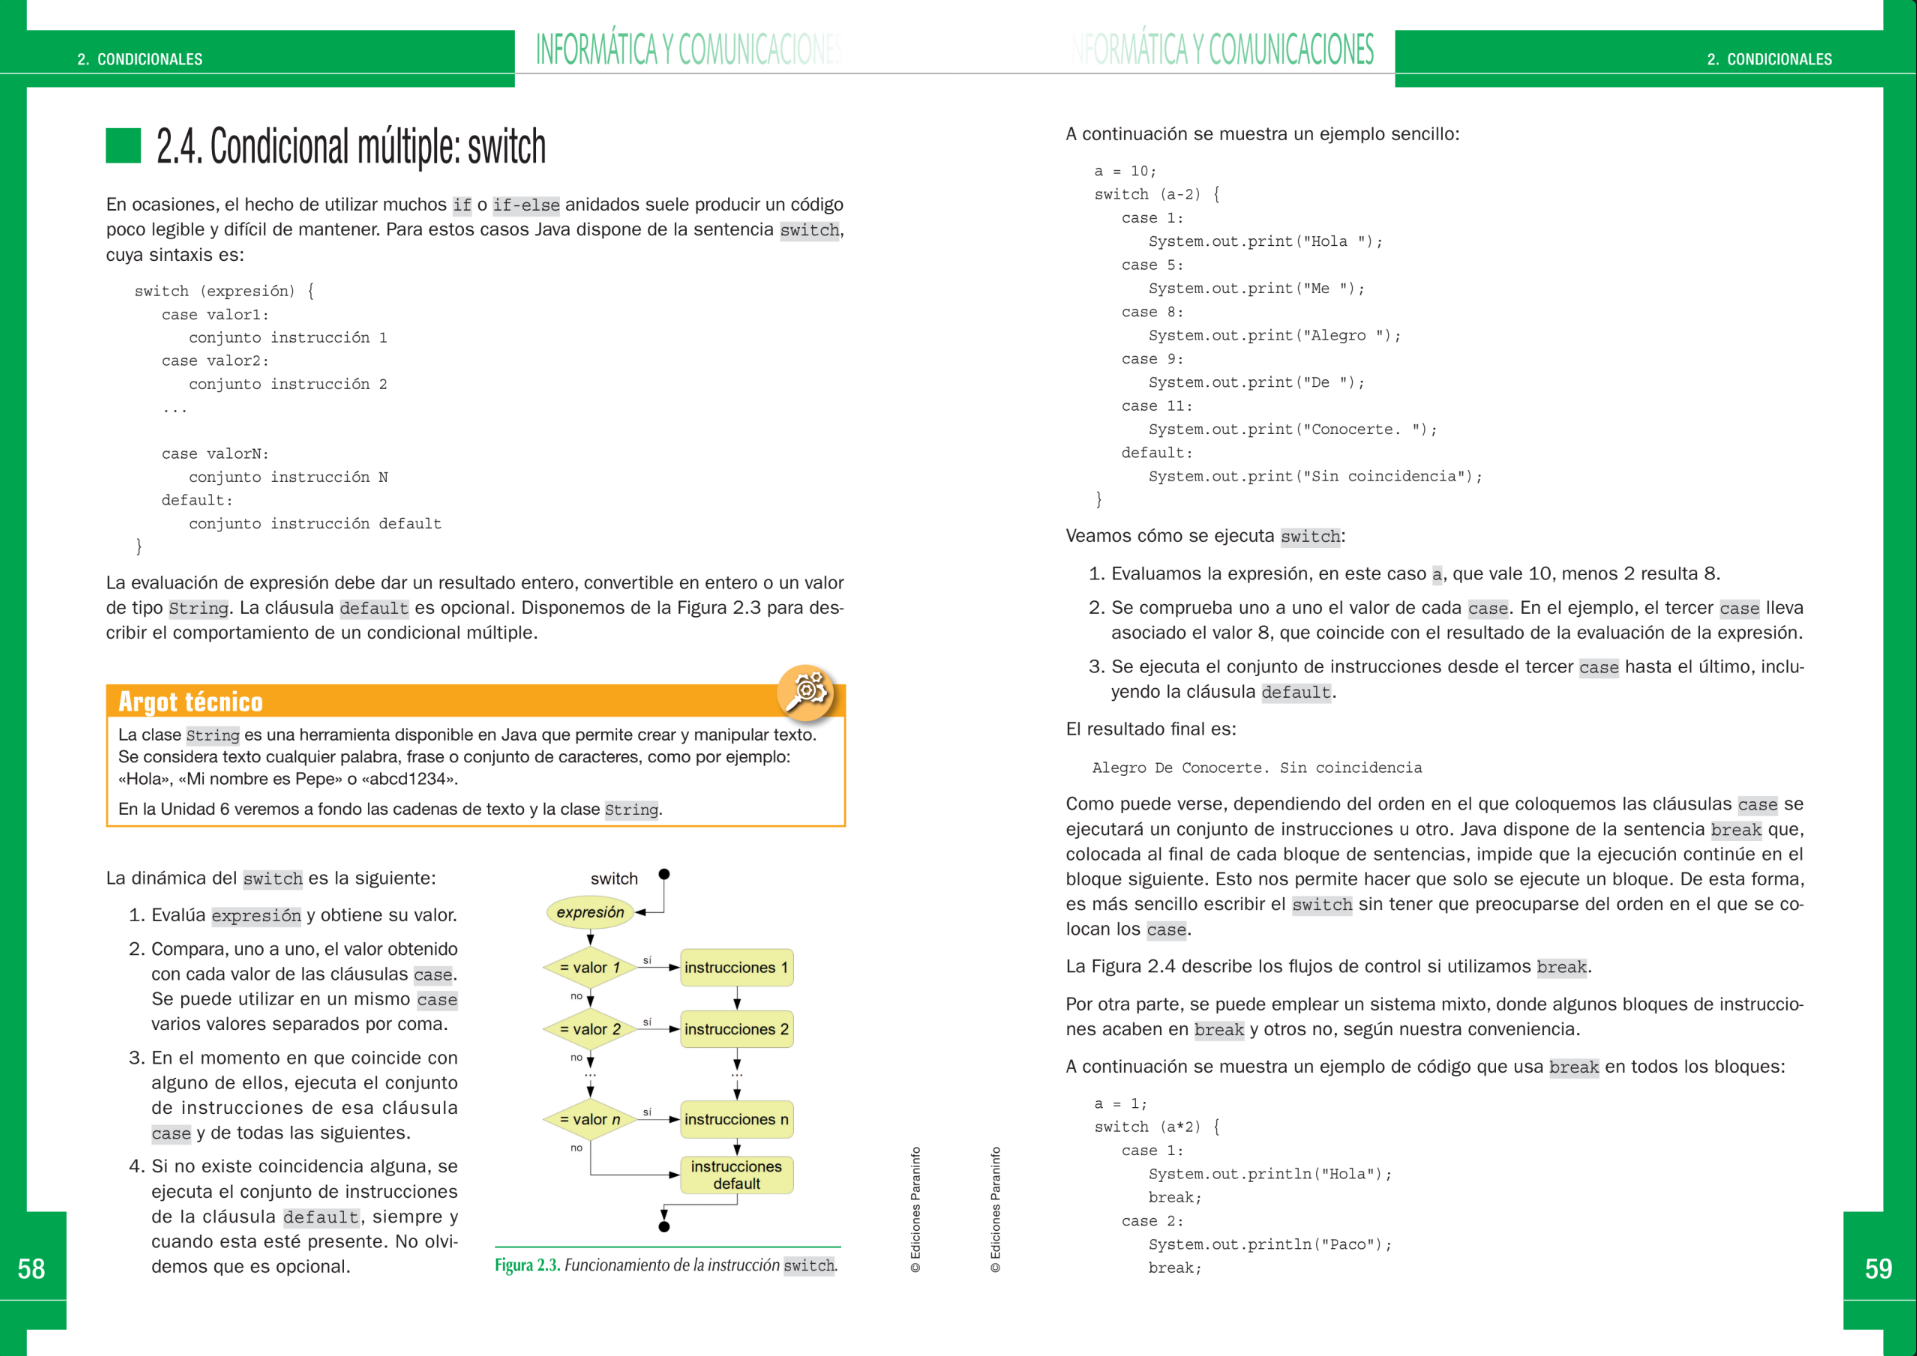 2. CONDICIONALES
INFORMÁTICA Y COMUNICACIONES
2.4. Condicional múltiple: switch
En ocasiones, el hecho de utilizar muchos if o if-else anidados suele producir un código
poco legible y difícil de mantener. Para estos casos Java dispone de la sentencia switch,
cuya sintaxis es:
switch (expresión) {
case valor1:
conjunto instrucción 1
case valor2:
conjunto instrucción 2
...
case valorN:
conjunto instrucción N
default:
conjunto instrucción default
}
La evaluación de expresión debe dar un resultado entero, convertible en entero o un valor
de tipo String. La cláusula default es opcional. Disponemos de la Figura 2.3 para des-
cribir el comportamiento de un condicional múltiple.
Argot técnico
La clase String es una herramienta disponible en Java que permite crear y manipular texto.
Se considera texto cualquier palabra, frase o conjunto de caracteres, como por ejemplo:
«Hola», «Mi nombre es Pepe» o «abcd1234».
En la Unidad 6 veremos a fondo las cadenas de texto y la clase String.
La dinámica del switch es la siguiente:
1. Evalúa expresión y obtiene su valor.
2. Compara, uno a uno, el valor obtenido
con cada valor de las cláusulas case.
Se puede utilizar en un mismo case
varios valores separados por coma.
3. En el momento en que coincide con
alguno de ellos, ejecuta el conjunto
de instrucciones de esa cláusula
case y de todas las siguientes.
4. Si no existe coincidencia alguna, se
ejecuta el conjunto de instrucciones
de la cláusula default, siempre y
cuando esta esté presente. No olvi-
demos que es opcional.
switch
expresión
= valor 1
sí
instrucciones 1
no
= valor 2
sí
instrucciones 2
no
...
...
= valor n
sí
instrucciones n
no
instrucciones
default
Figura 2.3. Funcionamiento de la instrucción switch.
© Ediciones Paraninfo
58
INFORMÁTICA Y COMUNICACIONES
2. CONDICIONALES
A continuación se muestra un ejemplo sencillo:
a = 10;
switch (a-2) {
case 1:
System.out.print("Hola ");
case 5:
System.out.print("Me ");
case 8:
System.out.print("Alegro ");
case 9:
System.out.print("De ");
case 11:
System.out.print("Conocerte. ");
default:
System.out.print("Sin coincidencia");
}
Veamos cómo se ejecuta switch:
1. Evaluamos la expresión, en este caso a, que vale 10, menos 2 resulta 8.
2. Se comprueba uno a uno el valor de cada case. En el ejemplo, el tercer case lleva
asociado el valor 8, que coincide con el resultado de la evaluación de la expresión.
3. Se ejecuta el conjunto de instrucciones desde el tercer case hasta el último, inclu-
yendo la cláusula default.
El resultado final es:
Alegro De Conocerte. Sin coincidencia
Como puede verse, dependiendo del orden en el que coloquemos las cláusulas case se
ejecutará un conjunto de instrucciones u otro. Java dispone de la sentencia break que,
colocada al final de cada bloque de sentencias, impide que la ejecución continúe en el
bloque siguiente. Esto nos permite hacer que solo se ejecute un bloque. De esta forma,
es más sencillo escribir el switch sin tener que preocuparse del orden en el que se co-
locan los case.
La Figura 2.4 describe los flujos de control si utilizamos break.
Por otra parte, se puede emplear un sistema mixto, donde algunos bloques de instruccio-
nes acaben en break y otros no, según nuestra conveniencia.
A continuación se muestra un ejemplo de código que usa break en todos los bloques:
a = 1;
switch (a*2) {
case 1:
System.out.println("Hola");
break;
case 2:
System.out.println("Paco");
break;
© Ediciones Paraninfo
59